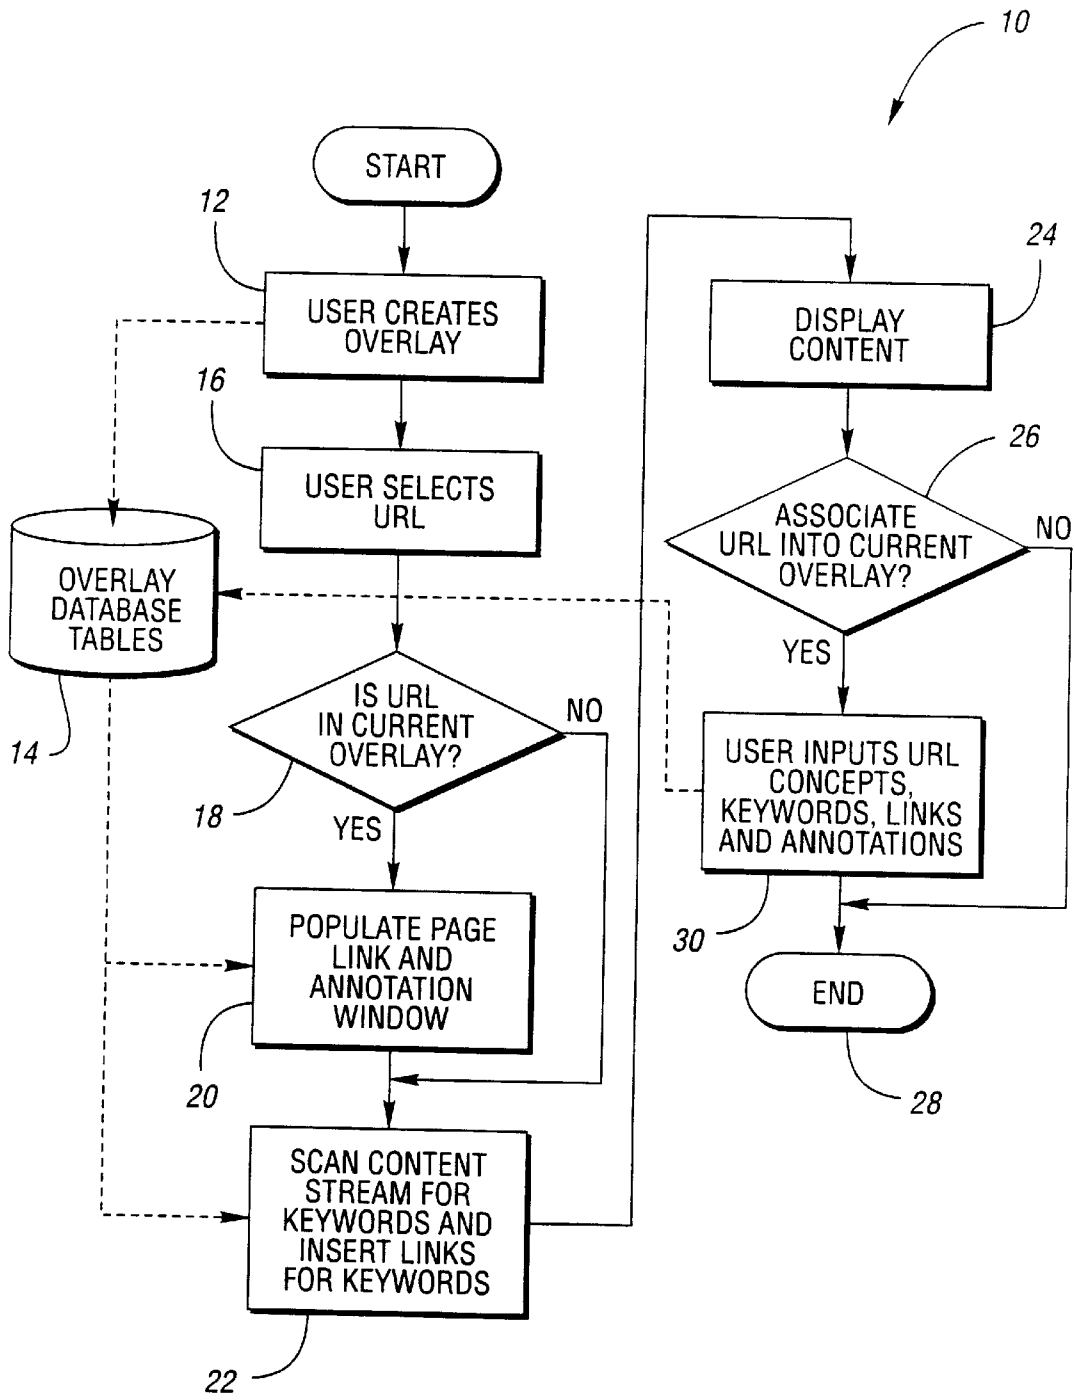 10
START
12
USER CREATES
OVERLAY
16
USER SELECTS
URL
OVERLAY
DATABASE
TABLES
14
IS URL
IN CURRENT
OVERLAY?
NO
18
YES
POPULATE PAGE
LINK AND
ANNOTATION
WINDOW
20
SCAN CONTENT
STREAM FOR
KEYWORDS AND
INSERT LINKS
FOR KEYWORDS
22
24
DISPLAY
CONTENT
26
ASSOCIATE
URL INTO CURRENT
OVERLAY?
NO
YES
USER INPUTS URL
CONCEPTS,
KEYWORDS, LINKS
AND ANNOTATIONS
30
END
28